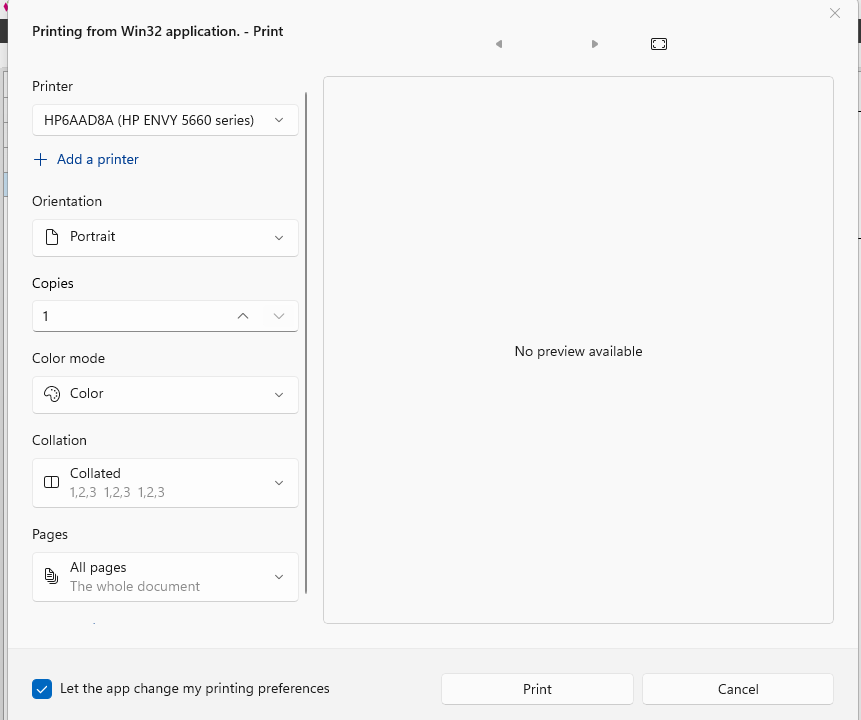 Printing from Win32 application. - Print
Printer
HP6AAD8A (HP ENVY 5660 series)
Add a printer
Orientation
Portrait
Copies
1
Color mode
Color
Collation
Collated
1,2,3 1,2,3 1,2,3
Pages
All pages
The whole document
No preview available
Let the app change my printing preferences
Print
Cancel